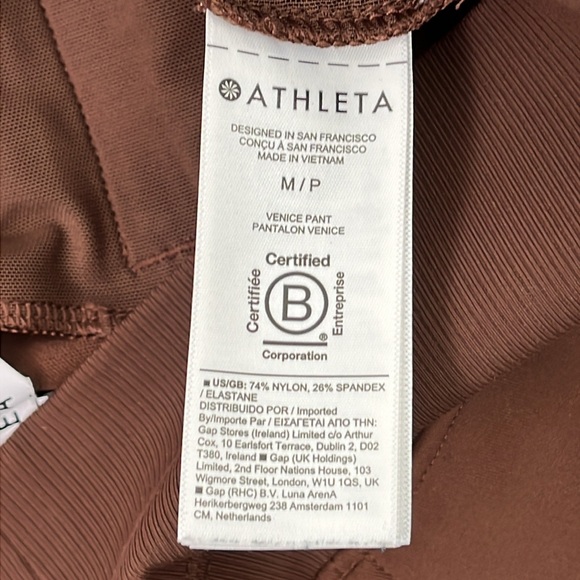 ATHLETA
DESIGNED IN SAN FRANCISCO
CONÇU À SAN FRANCISCO
MADE IN VIETNAM
M / P
VENICE PANT
PANTALON VENICE
Certified
Certifiée
B
Entreprise
®
Corporation
■ US/GB: 74% NYLON, 26% SPANDEX
/ ELASTANE
DISTRIBUIDO POR / Imported
By/Importe Par / ΕΙΣΑΓΕΤΑΙ ΑΠΟ ΤΗΝ:
Gap Stores (Ireland) Limited c/o Arthur
Cox, 10 Earlsfort Terrace, Dublin 2, D02
T380, Ireland ■ Gap (UK Holdings)
Limited, 2nd Floor Nations House, 103
Wigmore Street, London, W1U 1QS, UK
■ Gap (RHC) B.V. Luna ArenA
Herikerbergweg 238 Amsterdam 1101
CM, Netherlands